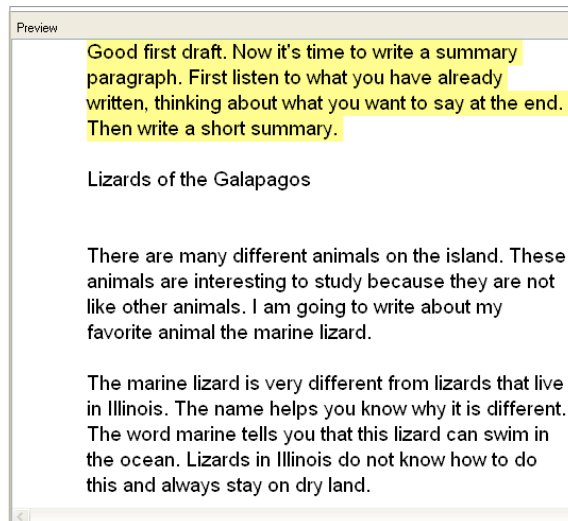 Preview
Good first draft. Now it's time to write a summary
paragraph. First listen to what you have already
written, thinking about what you want to say at the end.
Then write a short summary.
Lizards of the Galapagos
There are many different animals on the island. These
animals are interesting to study because they are not
like other animals. I am going to write about my
favorite animal the marine lizard.
The marine lizard is very different from lizards that live
in Illinois. The name helps you know why it is different.
The word marine tells you that this lizard can swim in
the ocean. Lizards in Illinois do not know how to do
this and always stay on dry land.